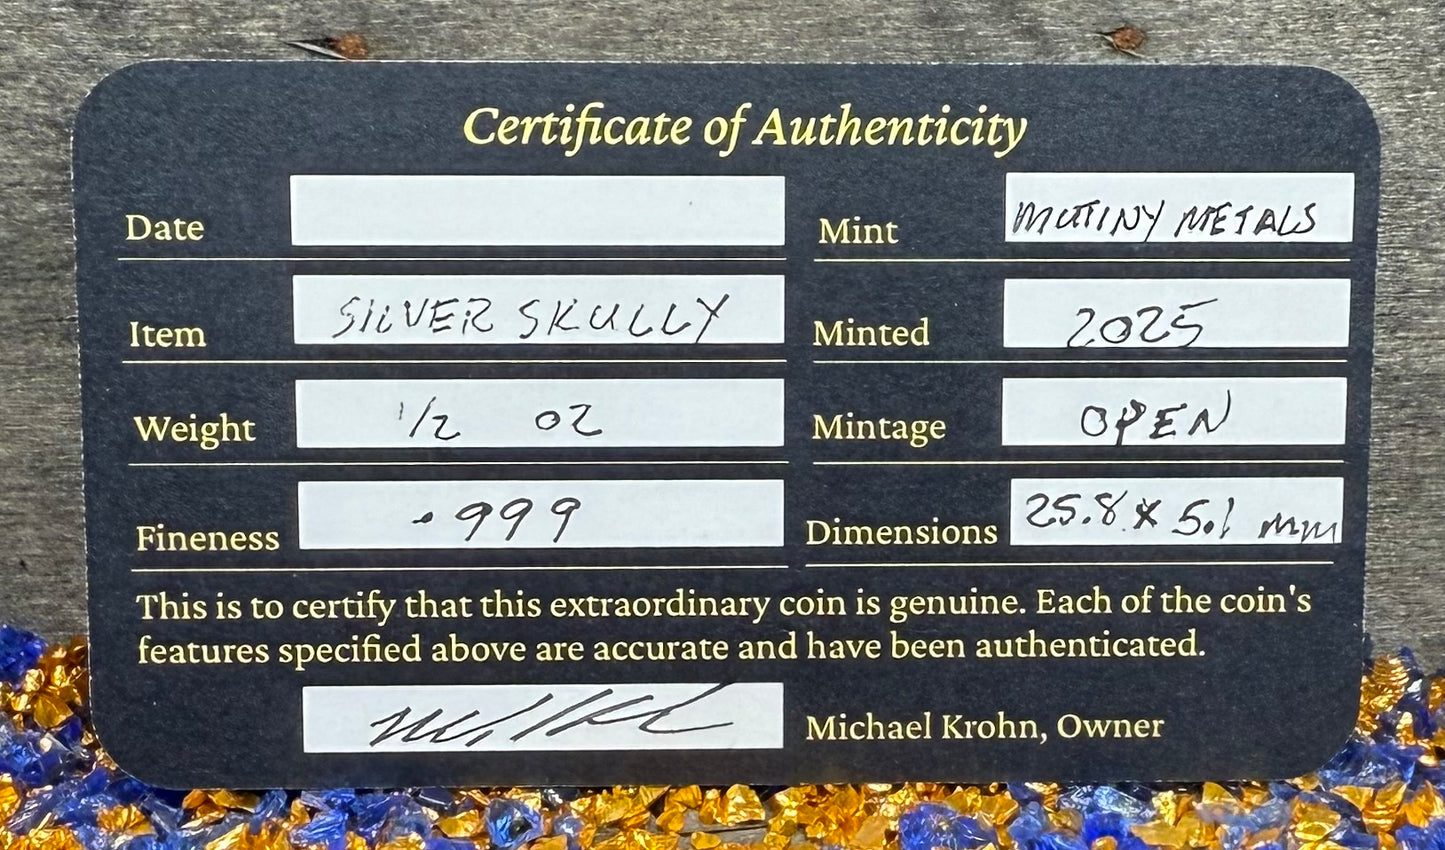 Certificate of Authenticity
Date
Mint MUTINY METALS
Item SILVER SKULLY
Minted 2025
Weight 1/2 OZ
Mintage OPEN
Fineness .999
Dimensions 25.8 x 5.1 mm
This is to certify that this extraordinary coin is genuine. Each of the coin's
features specified above are accurate and have been authenticated.
Michael Krohn, Owner